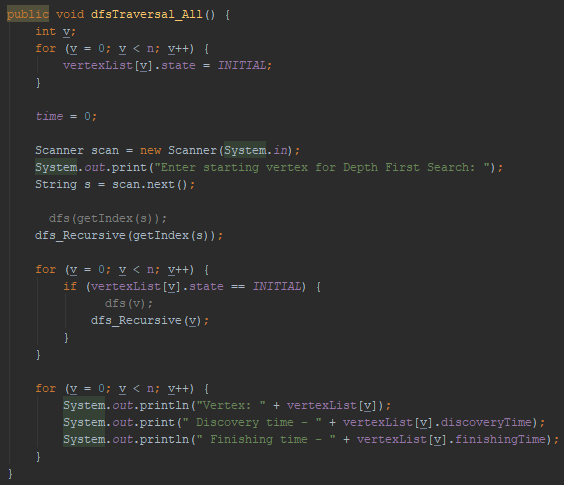 public void dfsTraversal_All() {
    int v;
    for (v = 0; v < n; v++) {
        vertexList[v].state = INITIAL;
    }

    time = 0;

    Scanner scan = new Scanner(System.in);
    System.out.print("Enter starting vertex for Depth First Search: ");
    String s = scan.next();

      dfs(getIndex(s));
    dfs_Recursive(getIndex(s));

    for (v = 0; v < n; v++) {
        if (vertexList[v].state == INITIAL) {
              dfs(v);
            dfs_Recursive(v);
        }
    }

    for (v = 0; v < n; v++) {
        System.out.println("Vertex: " + vertexList[v]);
        System.out.print(" Discovery time - " + vertexList[v].discoveryTime);
        System.out.println(" Finishing time - " + vertexList[v].finishingTime);
    }
}